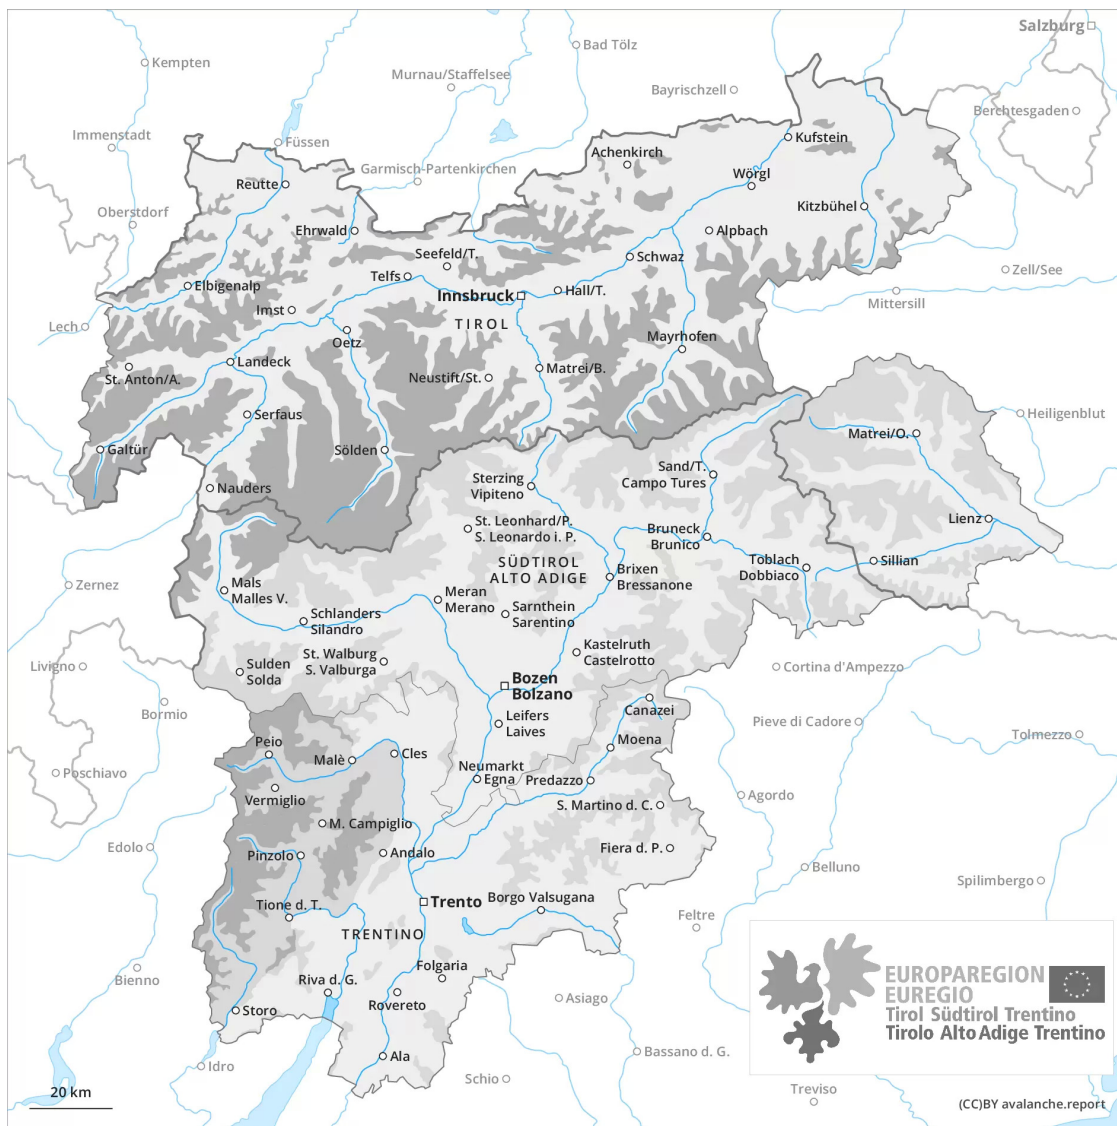 Salzburg
Kempten
Bad Tölz
Murnau/Staffelsee
Bayrischzell
Berchtesgaden
Immenstadt
Füssen
Achenkirch
Kufstein
Garmisch-Partenkirchen
Wörgl
Reutte
Oberstdorf
Kitzbühel
Ehrwald
Alpbach
Seefeld/T.
Schwaz
Telfs
Zell/See
Elbigenalp
Innsbruck
Hall/T.
Mittersill
Imst
TIROL
Lech
Oetz
Mayrhofen
Landeck
Matrei/B.
St. Anton/A.
Neustift/St.
Serfaus
Heiligenblut
Matrei/O.
Galtür
Sölden
Sand/T.
Campo Tures
Sterzing
Vipiteno
Nauders
St. Leonhard/P.
S. Leonardo i. P.
Bruneck
Brunico
Lienz
SÜDTIROL
ALTO ADIGE
Toblach
Dobbiaco
Sillian
Brixen
Bressanone
Zernez
Mals
Malles V.
Meran
Merano
Schlanders
Silandro
Sarnthein
Sarentino
Kastelruth
Castelrotto
St. Walburg
S. Valburga
Livigno
Sulden
Solda
Cortina d'Ampezzo
Bozen
Bolzano
Bormio
Canazei
Leifers
Laives
Pieve di Cadore
Tolmezzo
Peio
Malè
Cles
Moena
Poschiavo
Neumarkt
Egna
Predazzo
Vermiglio
S. Martino d. C.
Agordo
M. Campiglio
Edolo
Pinzolo
Andalo
Fiera d. P.
Belluno
Spilimbergo
Tione d. T.
Trento
Borgo Valsugana
Feltre
TRENTINO
Bienno
Folgaria
Riva d. G.
Rovereto
Asiago
Storo
EUROPAREGION
EUREGIO
Tirol Südtirol Trentino
Tirolo Alto Adige Trentino
Ala
Bassano d. G.
Idro
Schio
Treviso
20 km
(CC)BY avalanche.report